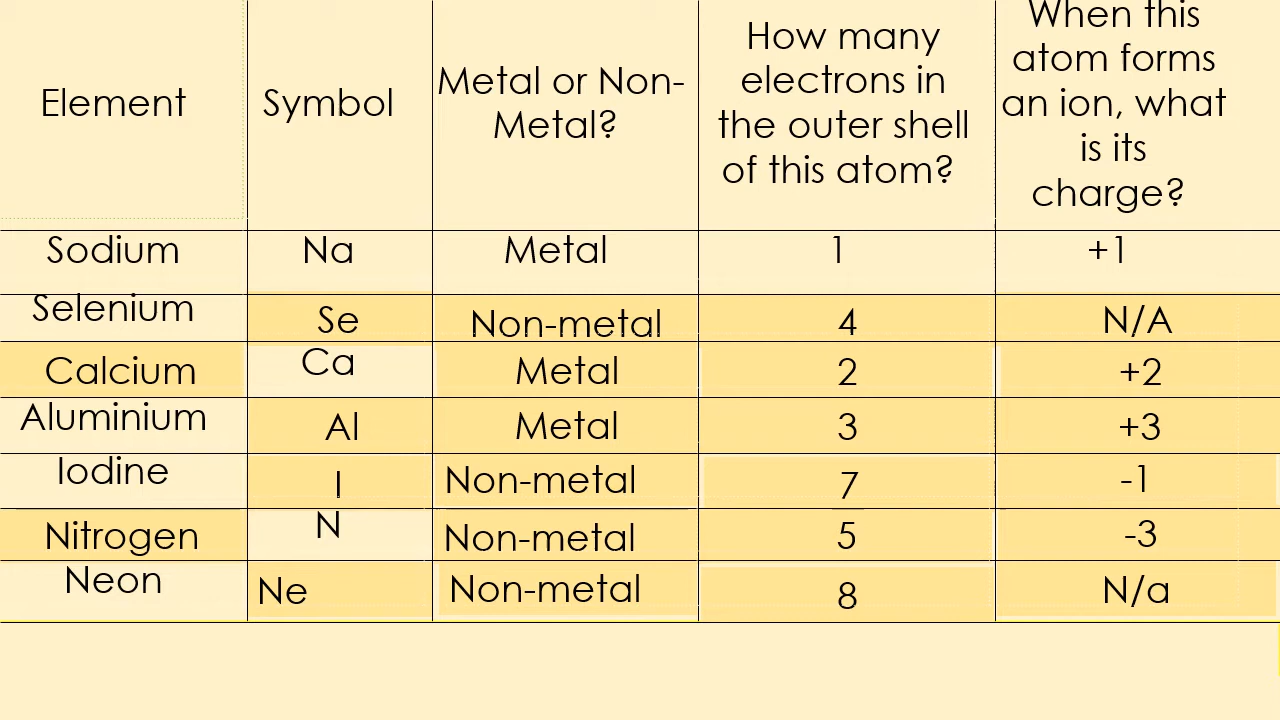 Element
Symbol
Metal or Non-
Metal?
How many
electrons in
the outer shell
of this atom?
When this
atom forms
an ion, what
is its
charge?
Sodium Na Metal 1 +1
Selenium Se Non-metal 4 N/A
Calcium Ca Metal 2 +2
Aluminium Al Metal 3 +3
Iodine I Non-metal 7 -1
Nitrogen N Non-metal 5 -3
Neon Ne Non-metal 8 N/a